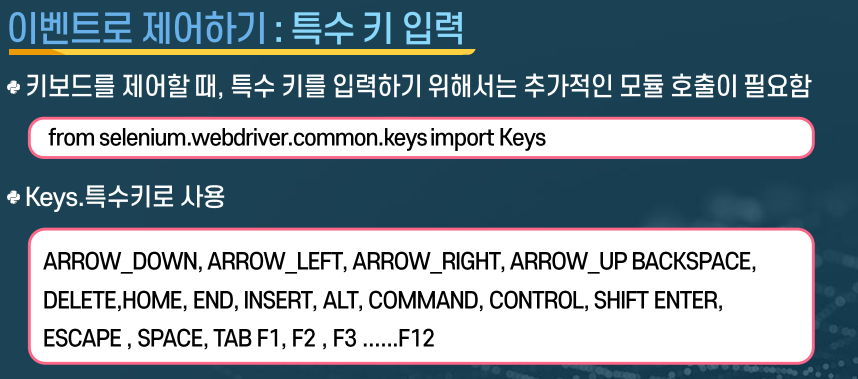 이벤트로 제어하기 : 특수 키 입력
키보드를 제어할 때, 특수 키를 입력하기 위해서는 추가적인 모듈 호출이 필요함
from selenium.webdriver.common.keys import Keys
Keys.특수키로 사용
ARROW_DOWN, ARROW_LEFT, ARROW_RIGHT, ARROW_UP BACKSPACE,
DELETE,HOME, END, INSERT, ALT, COMMAND, CONTROL, SHIFT ENTER,
ESCAPE , SPACE, TAB F1, F2 , F3 ......F12